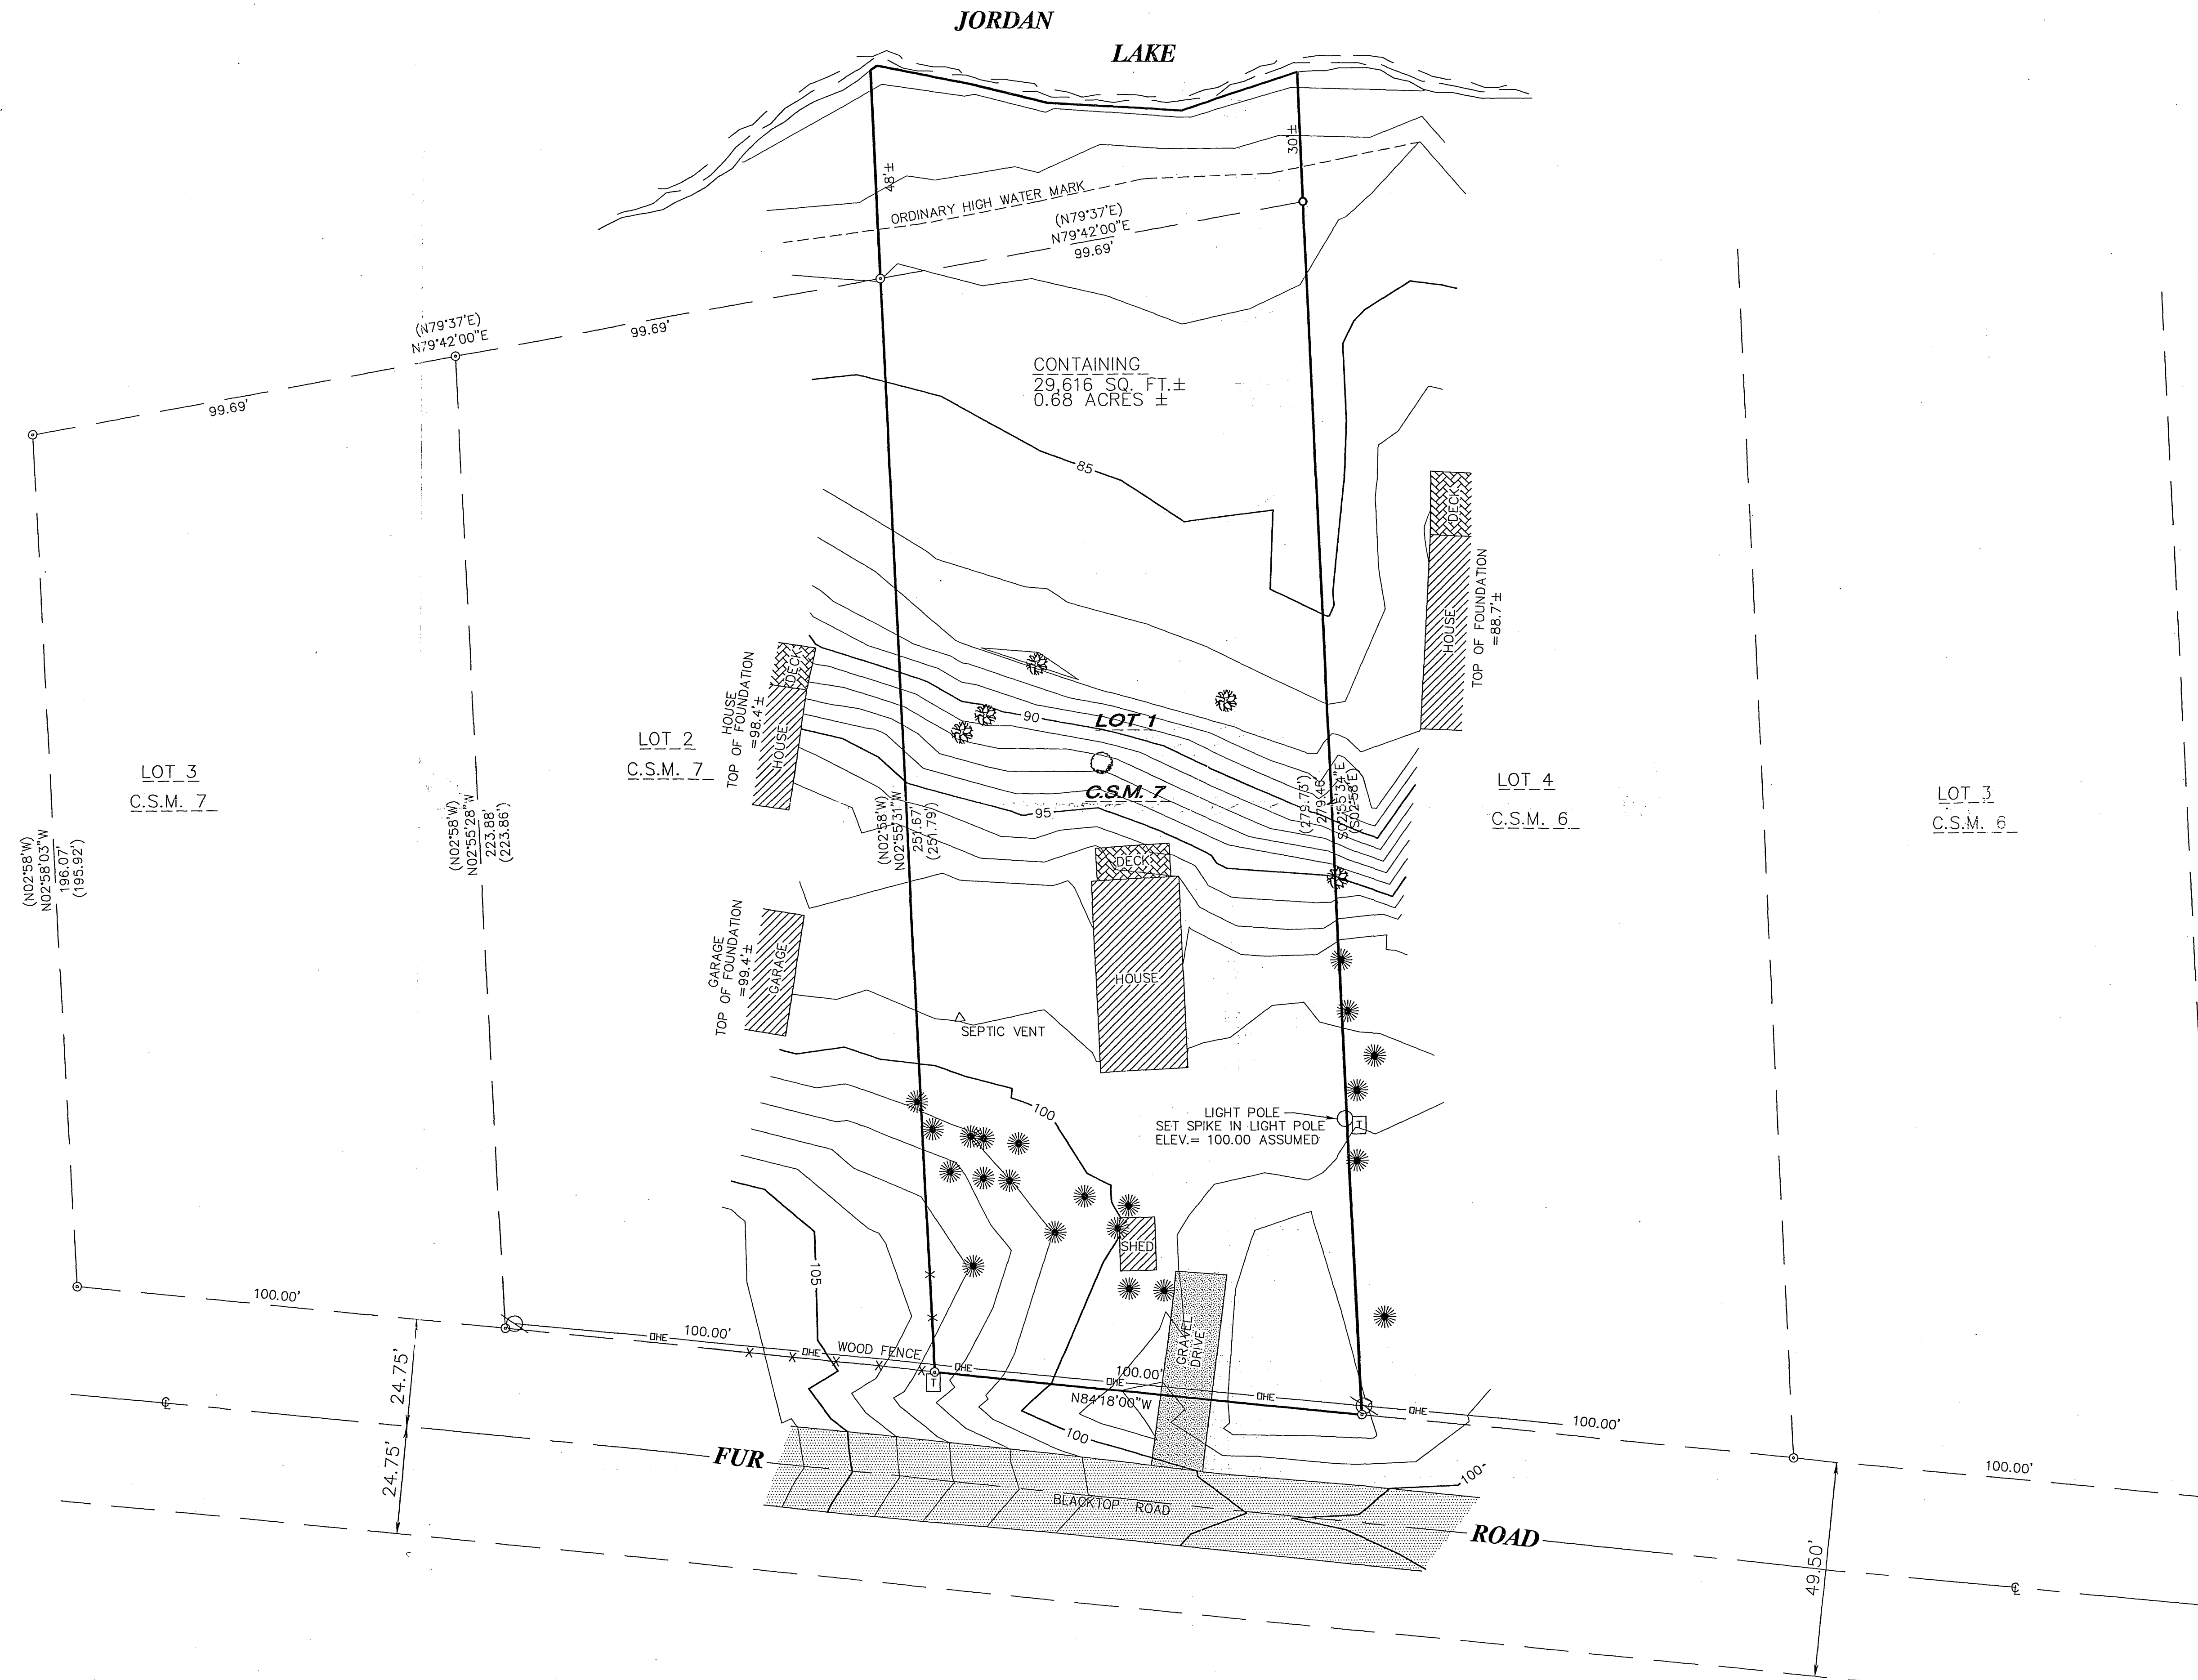 JORDAN
LAKE
48'±
30'±
ORDINARY HIGH WATER MARK
(N79°37'E)
N79°42'00"E
99.69'
(N79°37'E)
N79°42'00"E
99.69'
99.69'
CONTAINING
29,616 SQ. FT.±
0.68 ACRES ±
85
DECK
HOUSE
TOP OF FOUNDATION
=88.7'±
DECK
HOUSE
HOUSE
TOP OF FOUNDATION
=98.4'±
90
LOT 1
C.S.M. 7
95
LOT 2
C.S.M. 7
LOT 3
C.S.M. 7
LOT 4
C.S.M. 6
LOT 3
C.S.M. 6
(N02°58'W)
N02°58'03"W
196.07'
(195.92')
(N02°58'W)
N02°55'28"W
223.88'
(223.86')
(N02°58'W)
N02°55'31"W
251.67'
(251.79')
(279.73')
279.46'
S02°55'34"E
(S02°58'E)
DECK
HOUSE
GARAGE
TOP OF FOUNDATION
=99.4'±
GARAGE
SEPTIC VENT
100
LIGHT POLE
SET SPIKE IN LIGHT POLE
ELEV.= 100.00 ASSUMED
T
SHED
105
GRAVEL
DRIVE
100.00'
OHE
100.00'
OHE
WOOD FENCE
OHE
T
100.00'
OHE
OHE
OHE
100.00'
100.00'
N84°18'00"W
100
24.75'
24.75'
FUR
BLACKTOP ROAD
100
ROAD
49.50'